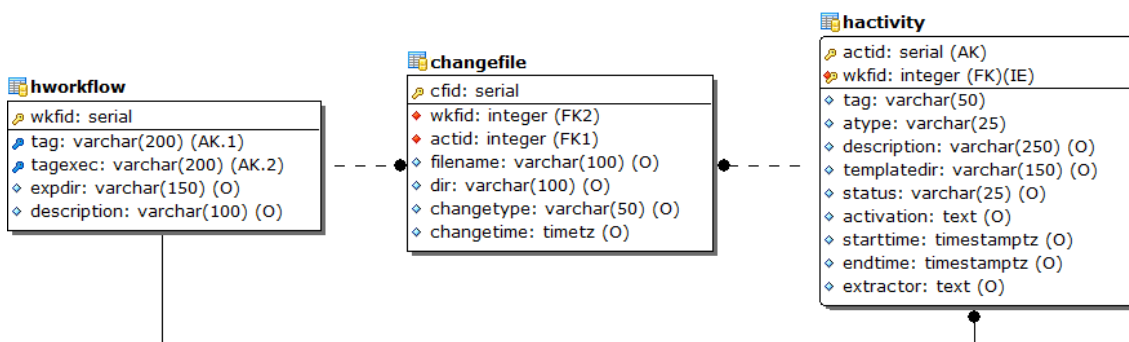 hworkflow
wkfid: serial
tag: varchar(200) (AK.1)
tagexec: varchar(200) (AK.2)
expdir: varchar(150) (O)
description: varchar(100) (O)
changefile
cfid: serial
wkfid: integer (FK2)
actid: integer (FK1)
filename: varchar(100) (O)
dir: varchar(100) (O)
changetype: varchar(50) (O)
changetime: timetz (O)
hactivity
actid: serial (AK)
wkfid: integer (FK)(IE)
tag: varchar(50)
atype: varchar(25)
description: varchar(250) (O)
templatedir: varchar(150) (O)
status: varchar(25) (O)
activation: text (O)
starttime: timestamptz (O)
endtime: timestamptz (O)
extractor: text (O)